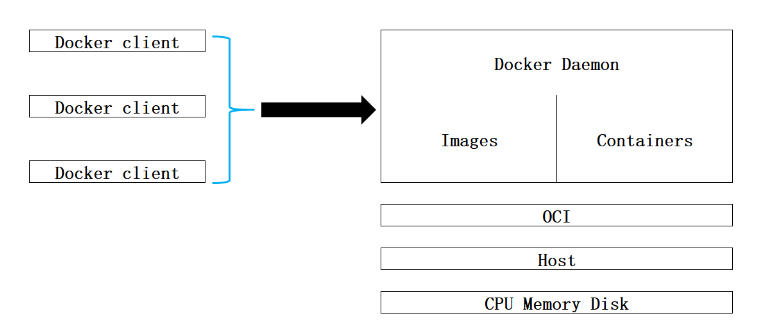 Docker client
Docker client
Docker client
Docker Daemon
Images
Containers
OCI
Host
CPU Memory Disk